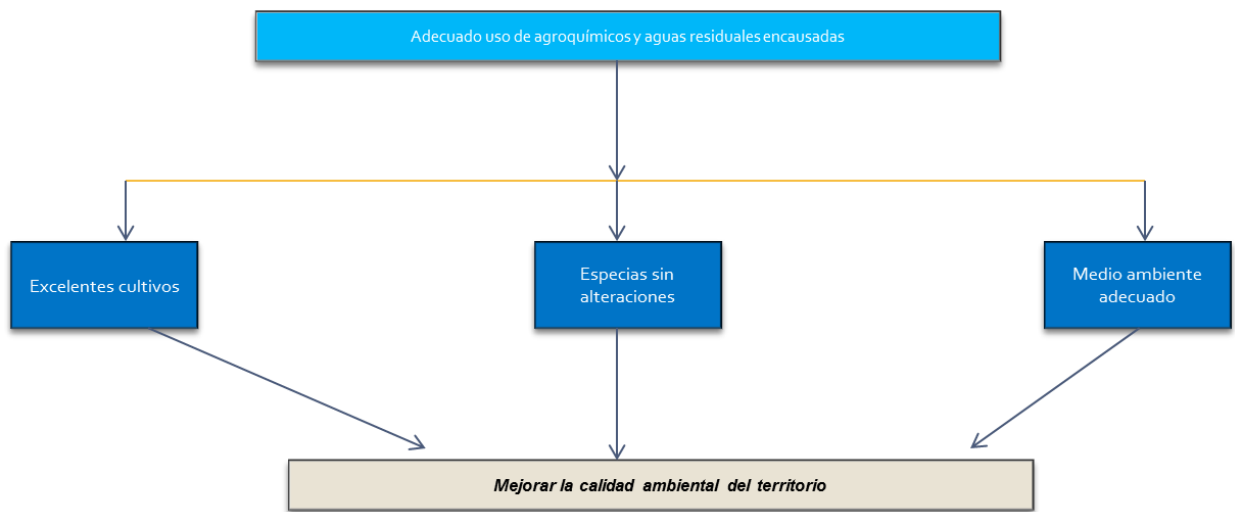 Adecuado uso de agroquímicos y aguas residuales encausadas
Excelentes cultivos
Especias sin
alteraciones
Medio ambiente
adecuado
Mejorar la calidad ambiental del territorio